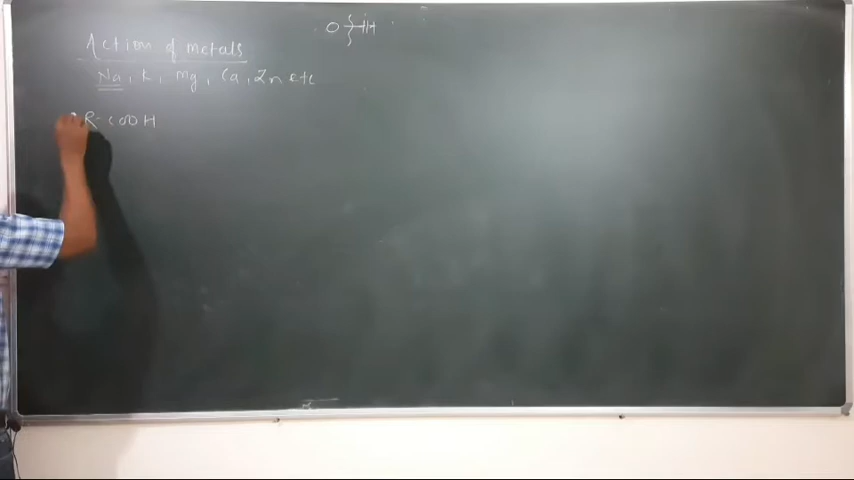 O-H
Action of metals
Na, K, Mg, Ca, Zn etc
R-COOH